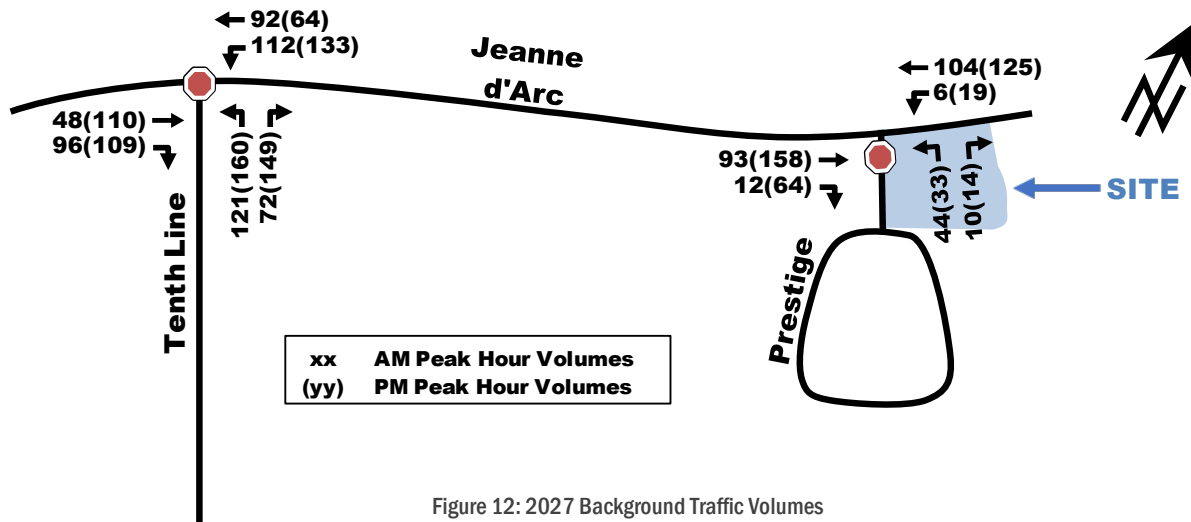 92(64)
112(133)
Jeanne
d'Arc
104(125)
6(19)
48(110)
96(109)
121(160)
72(149)
93(158)
12(64)
44(33)
10(14)
SITE
Tenth Line
Prestige
xx AM Peak Hour Volumes
(yy) PM Peak Hour Volumes
Figure 12: 2027 Background Traffic Volumes